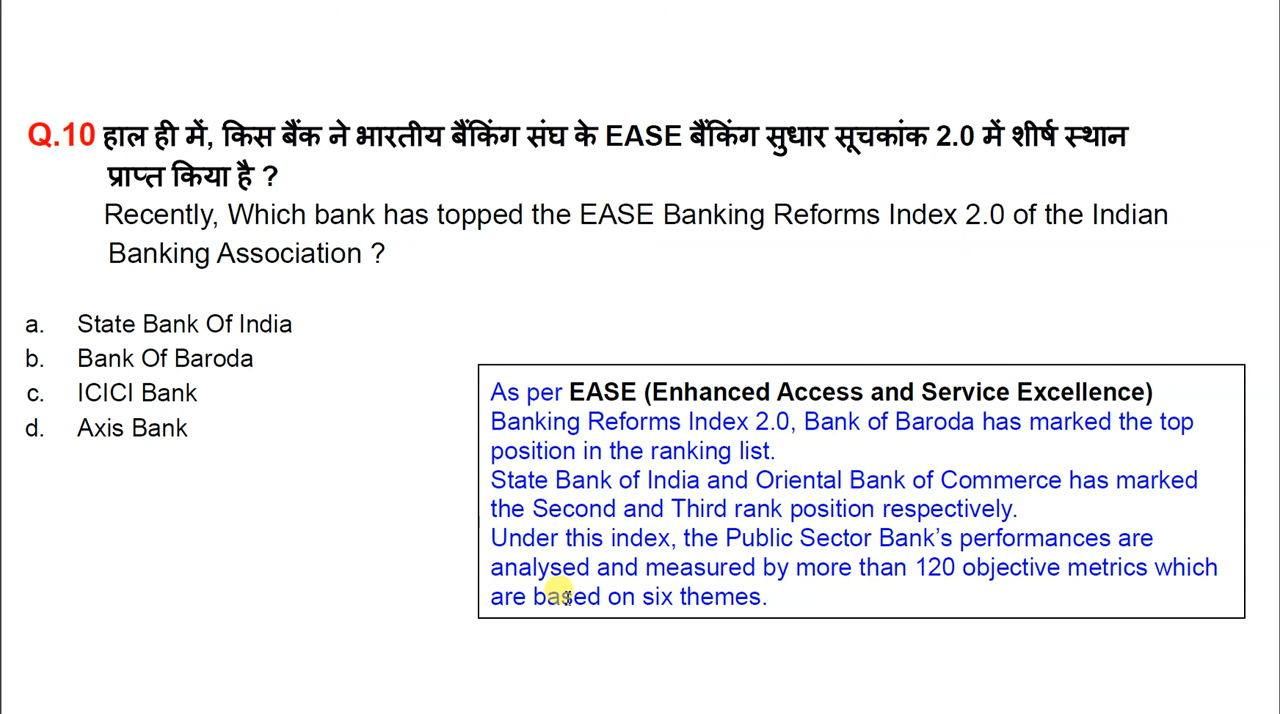 Q.10 हाल ही में, किस बैंक ने भारतीय बैंकिंग संघ के EASE बैंकिंग सुधार सूचकांक 2.0 में शीर्ष स्थान
प्राप्त किया है ?
Recently, Which bank has topped the EASE Banking Reforms Index 2.0 of the Indian
Banking Association ?
a. State Bank Of India
b. Bank Of Baroda
c. ICICI Bank
d. Axis Bank
As per EASE (Enhanced Access and Service Excellence)
Banking Reforms Index 2.0, Bank of Baroda has marked the top
position in the ranking list.
State Bank of India and Oriental Bank of Commerce has marked
the Second and Third rank position respectively.
Under this index, the Public Sector Bank’s performances are
analysed and measured by more than 120 objective metrics which
are based on six themes.